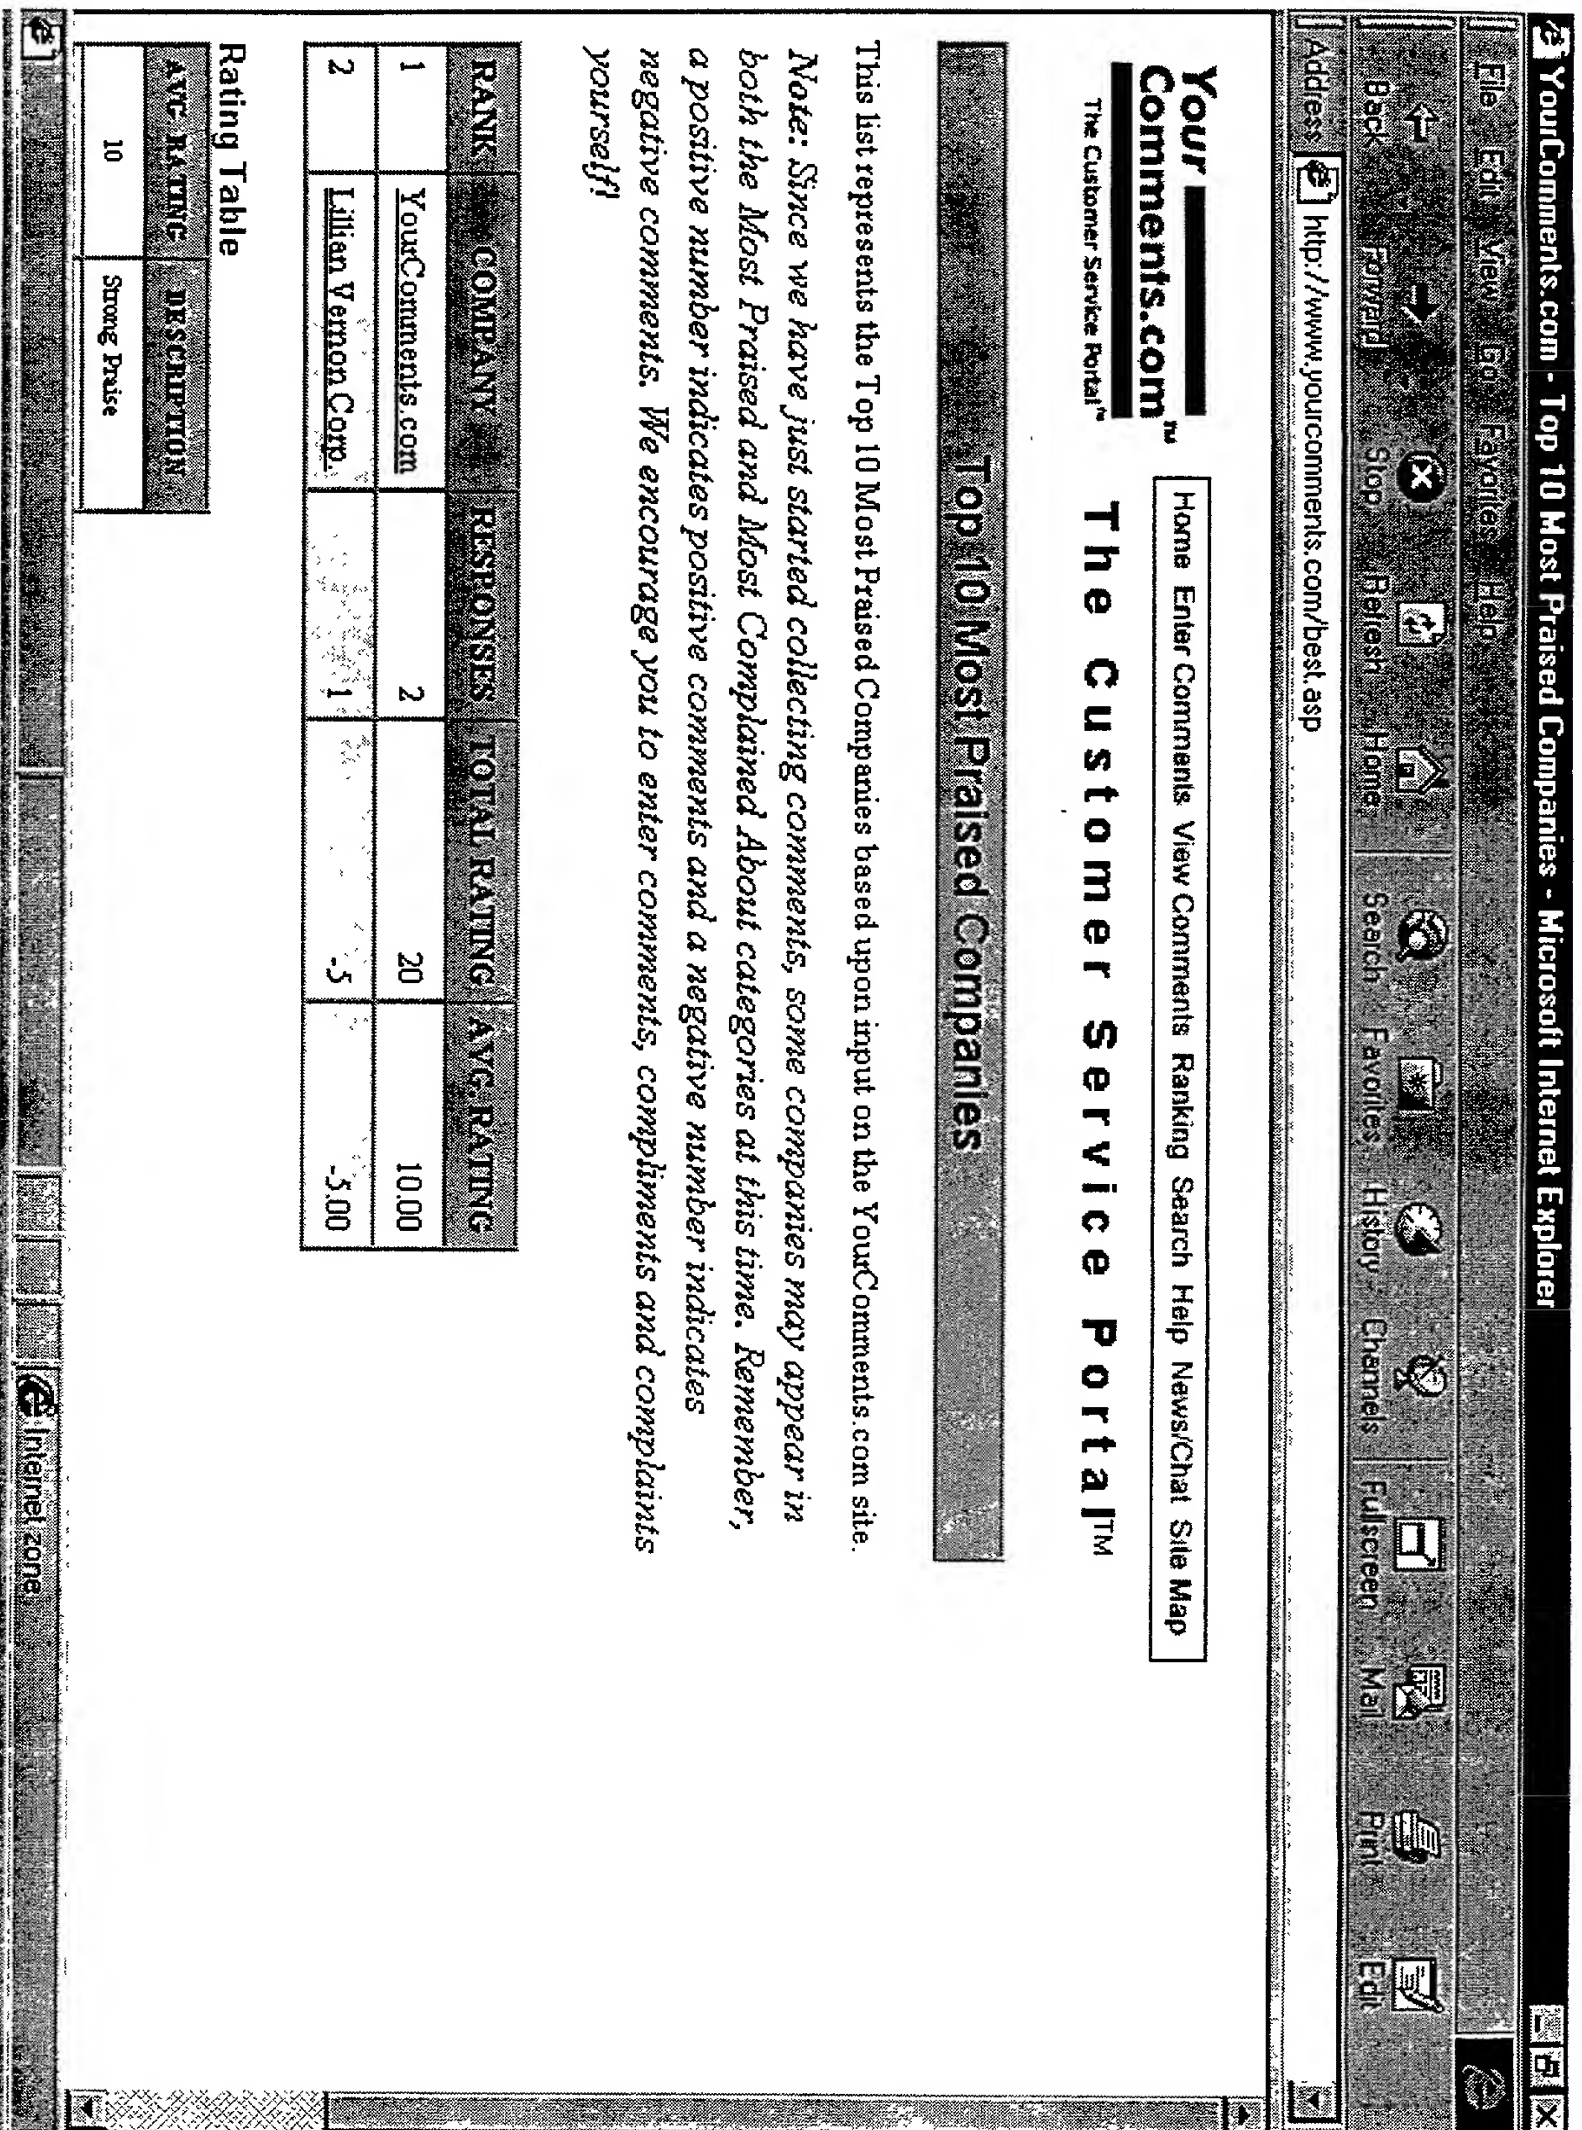 YourComments.com - Top 10 Most Praised Companies - Microsoft Internet Explorer
File Edit View Go Favorites Help
Back Forward Stop Refresh Home Search Favorites History Channels Fullscreen Mail Print Edit
Address http://www.yourcomments.com/best.asp
Your
Comments.com™
The Customer Service Portal™
Home Enter Comments View Comments Ranking Search Help News/Chat Site Map
The Customer Service Portal™
Top 10 Most Praised Companies
This list represents the Top 10 Most Praised Companies based upon input on the YourComments.com site.
Note: Since we have just started collecting comments, some companies may appear in
both the Most Praised and Most Complained About categories at this time. Remember,
a positive number indicates positive comments and a negative number indicates
negative comments. We encourage you to enter comments, compliments and complaints
yourself!
RANK COMPANY RESPONSES TOTAL RATING AVG. RATING
1 YourComments.com 2 20 10.00
2 Lillian Vernon Corp. 1 -5 -5.00
Rating Table
AVG RATING DESCRIPTION
10 Strong Praise
Internet zone